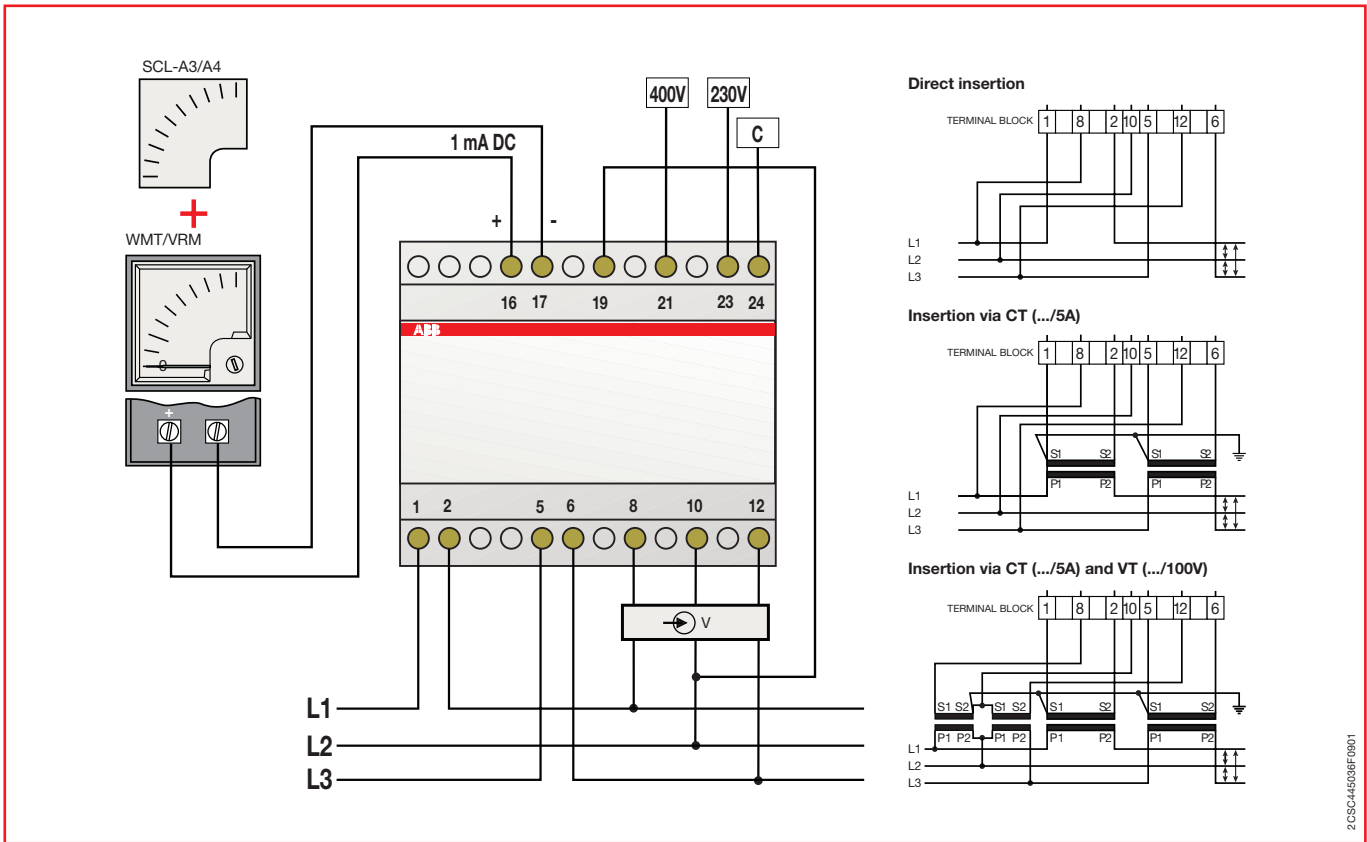 SCL-A3/A4
WMT/VRM
+
400V 230V
C
1 mA DC
+ -
16 17 19 21 23 24
ABB
1 2 5 6 8 10 12
V
L1
L2
L3
Direct insertion
TERMINAL BLOCK 1 8 2 10 5 12 6
L1
L2
L3
Insertion via CT (.../5A)
TERMINAL BLOCK 1 8 2 10 5 12 6
S1 S2 S1 S2
P1 P2 P1 P2
L1
L2
L3
Insertion via CT (.../5A) and VT (.../100V)
TERMINAL BLOCK 1 8 2 10 5 12 6
S1 S2 S1 S2 S1 S2 S1 S2
P1 P2 P1 P2 P1 P2 P1 P2
L1
L2
L3
2CSC445036F0901